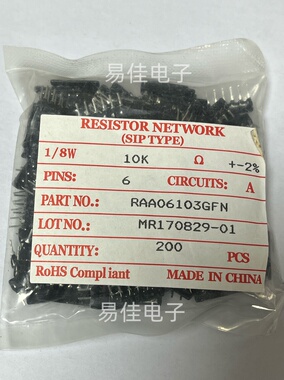 易佳电子
RESISTOR NETWORK
(SIP TYPE)
1/8W 10K Ω +-2%
PINS: 6 CIRCUITS: A
PART NO.: RAA06103GFN
LOT NO.: MR170829-01
QUANTITY: 200 PCS
RoHS Compliant MADE IN CHINA
易佳电子